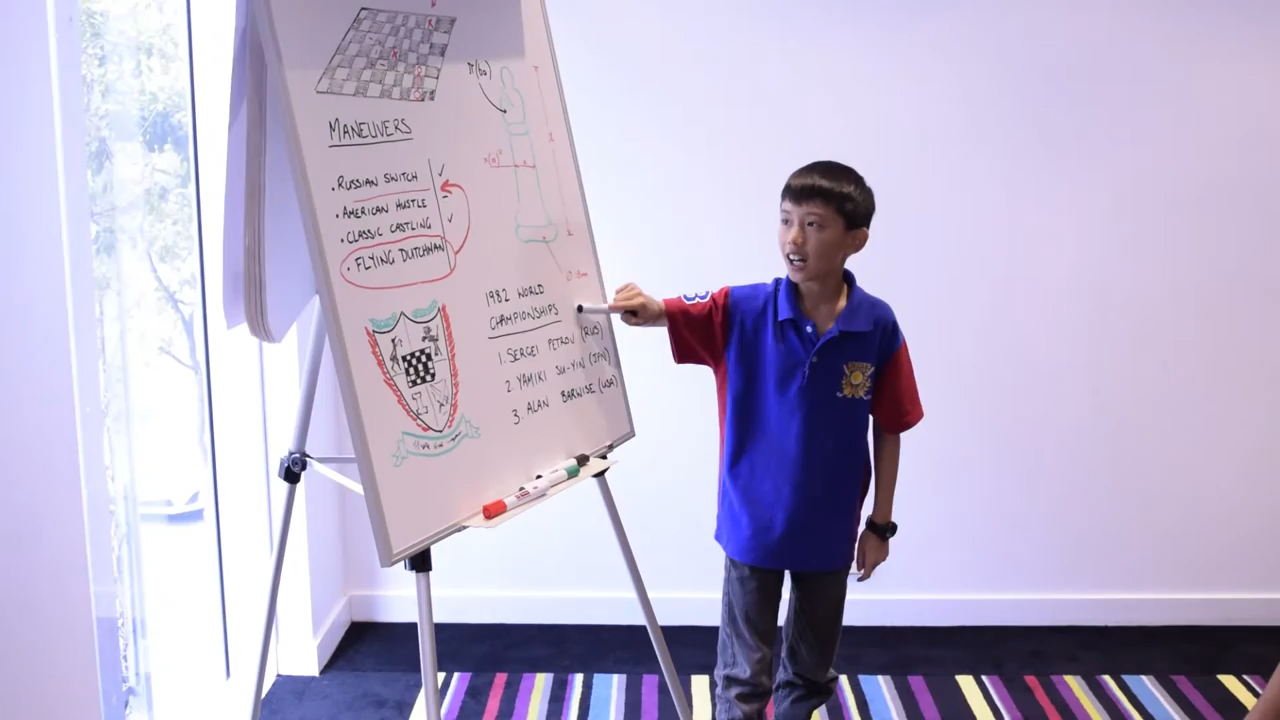 π(60)
MANEUVERS
• RUSSIAN SWITCH
• AMERICAN HUSTLE
• CLASSIC CASTLING
• FLYING DUTCHMAN
1982 WORLD
CHAMPIONSHIPS
1. SERGEI PETROV (RUS)
2 YAMIKI SU-YIN (JPN)
3. ALAN BARWISE (USA)